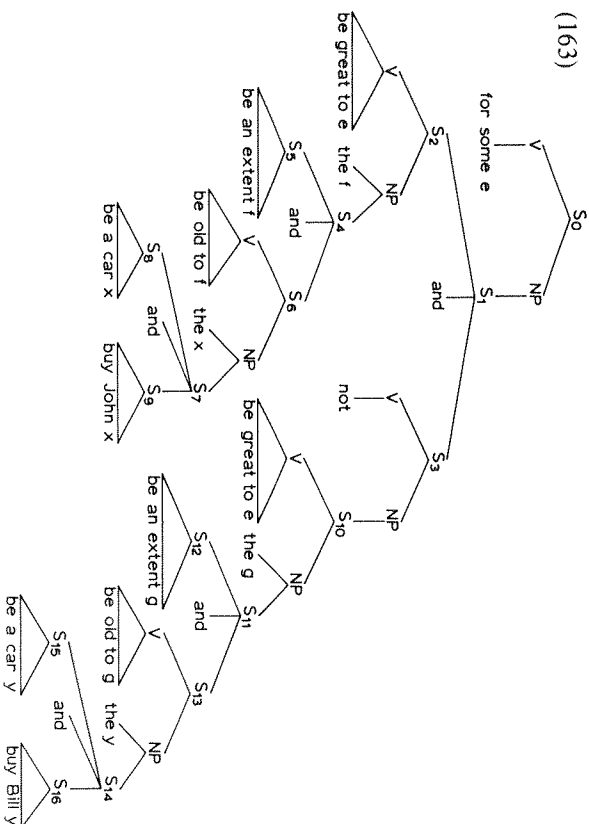 (163) S₀
V NP
for some e S₁
S₂ and S₃
V NP V NP
be great to e the f S₄ not S₁₀
S₅ and S₆ V NP
be an extent f V NP be great to e the g S₁₁
be old to f the x S₇ S₁₂ and S₁₃
S₈ and S₉ be an extent g V NP
be a car x buy John x be old to g the y S₁₄
S₁₅ and S₁₆
be a car y buy Bill y